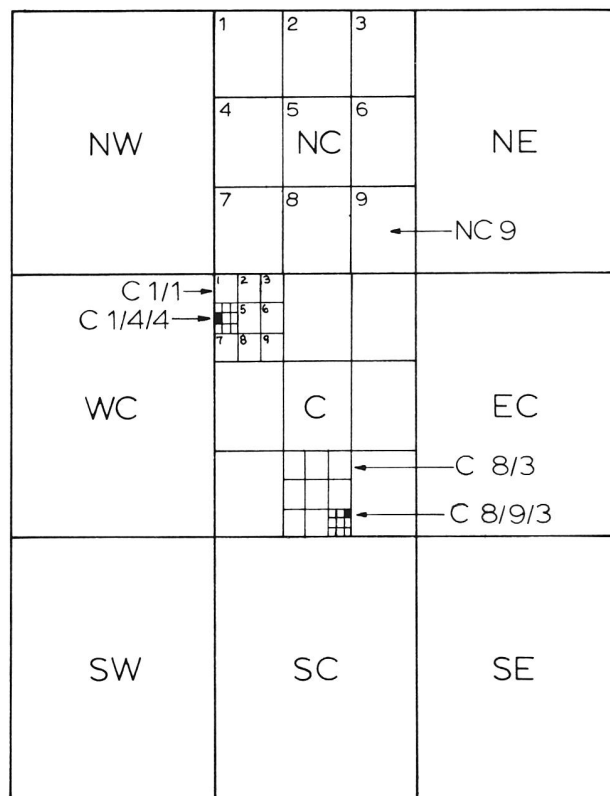 1 2 3
4 5 6
NW NC NE
7 8 9
NC 9
1 2 3
C 1/1
C 1/4/4
5 6
7 8 9
WC C EC
C 8/3
C 8/9/3
SW SC SE